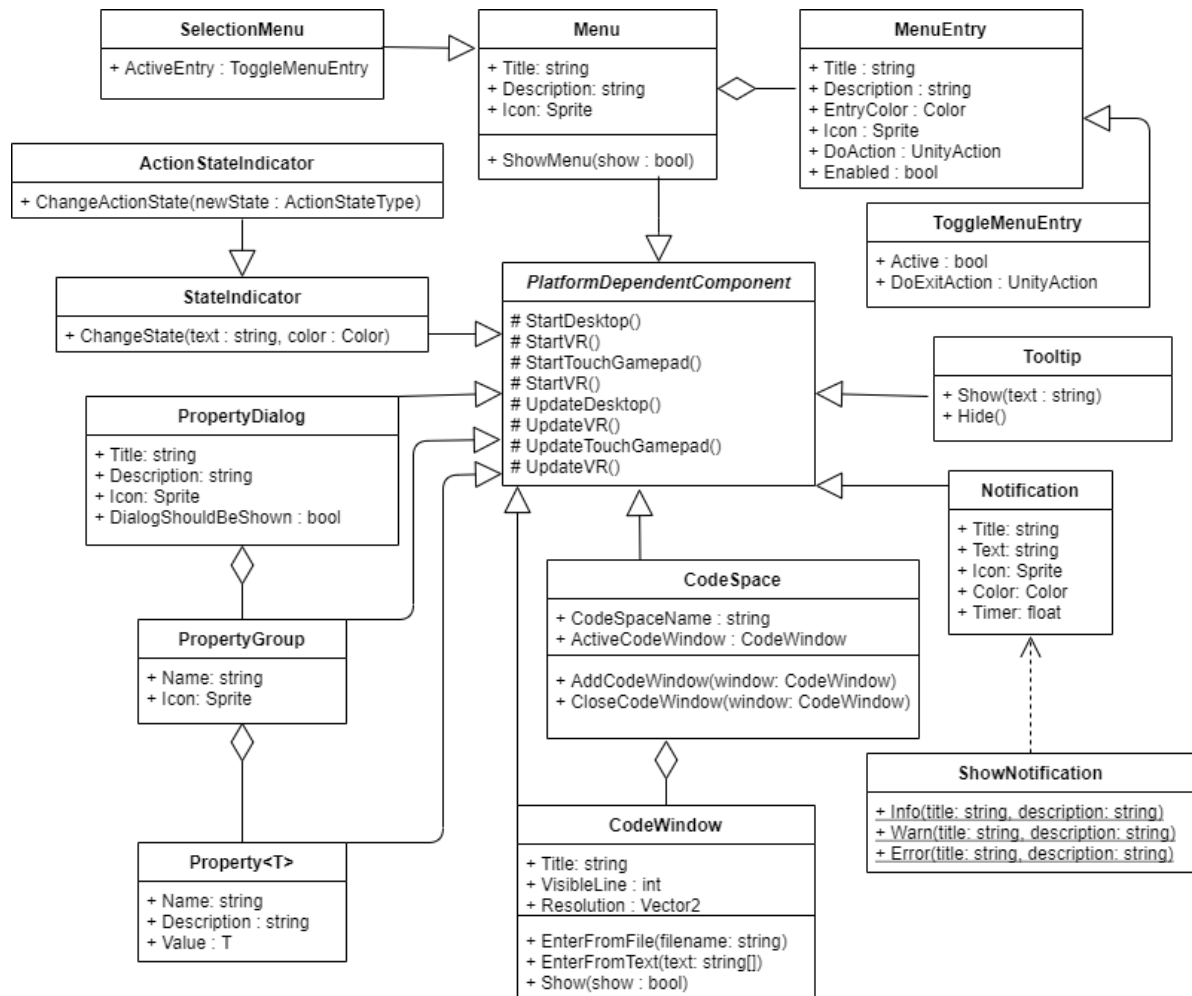 SelectionMenu
+ ActiveEntry : ToggleMenuEntry
Menu
+ Title: string
+ Description: string
+ Icon: Sprite
+ ShowMenu(show : bool)
MenuEntry
+ Title : string
+ Description : string
+ EntryColor : Color
+ Icon : Sprite
+ DoAction : UnityAction
+ Enabled : bool
ActionStateIndicator
+ ChangeActionState(newState : ActionStateType)
ToggleMenuEntry
+ Active : bool
+ DoExitAction : UnityAction
StateIndicator
+ ChangeState(text : string, color : Color)
PlatformDependentComponent
# StartDesktop()
# StartVR()
# StartTouchGamepad()
# StartVR()
# UpdateDesktop()
# UpdateVR()
# UpdateTouchGamepad()
# UpdateVR()
Tooltip
+ Show(text : string)
+ Hide()
PropertyDialog
+ Title: string
+ Description: string
+ Icon: Sprite
+ DialogShouldBeShown : bool
Notification
+ Title: string
+ Text: string
+ Icon: Sprite
+ Color: Color
+ Timer: float
CodeSpace
+ CodeSpaceName : string
+ ActiveCodeWindow : CodeWindow
+ AddCodeWindow(window: CodeWindow)
+ CloseCodeWindow(window: CodeWindow)
PropertyGroup
+ Name: string
+ Icon: Sprite
ShowNotification
+ Info(title: string, description: string)
+ Warn(title: string, description: string)
+ Error(title: string, description: string)
CodeWindow
+ Title: string
+ VisibleLine : int
+ Resolution : Vector2
+ EnterFromFile(filename: string)
+ EnterFromText(text: string[])
+ Show(show : bool)
Property<T>
+ Name: string
+ Description : string
+ Value : T